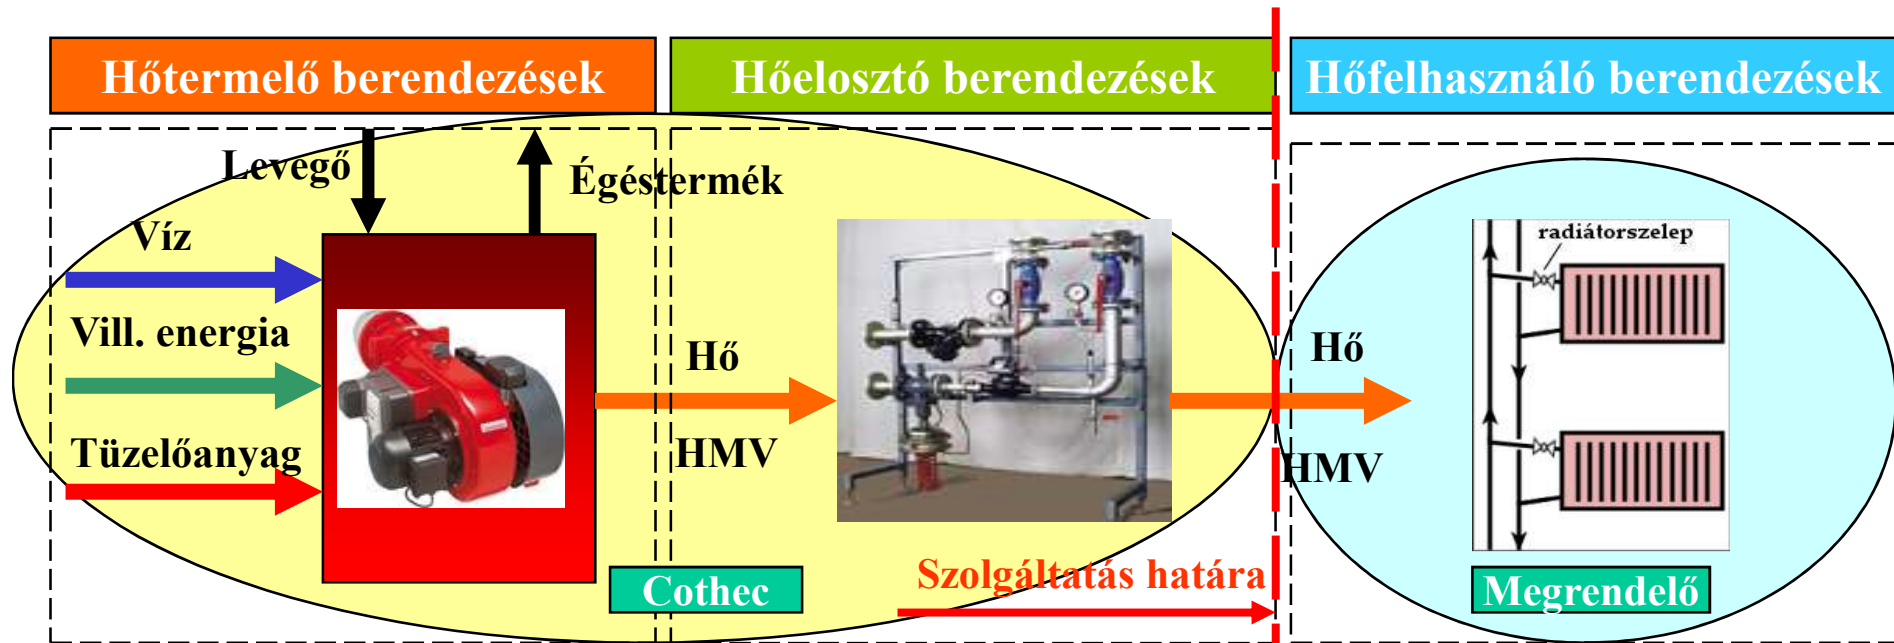 Hőtermelő berendezések
Hőelosztó berendezések
Hőfelhasználó berendezések
Levegő
Égéstermék
Víz
Vill. energia
Tüzelőanyag
Hő
HMV
Hő
HMV
radiátorszelep
Szolgáltatás határa
Cothec
Megrendelő